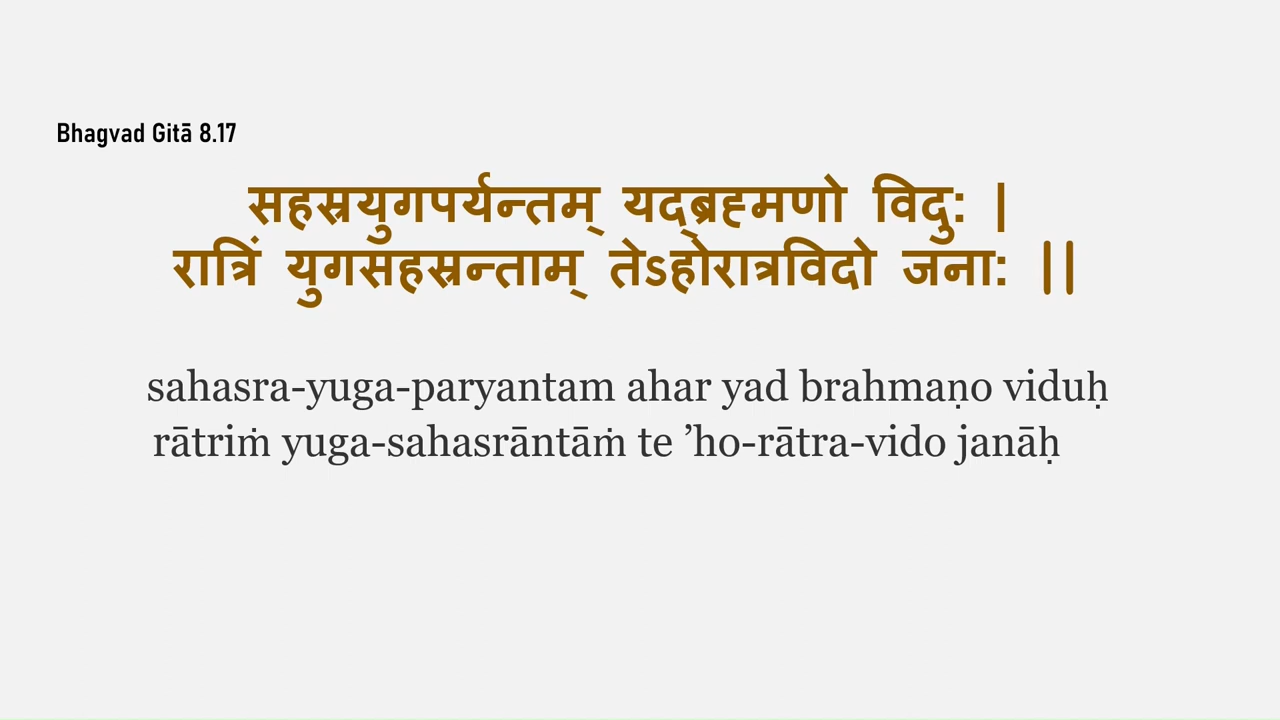 Bhagvad Gitā 8.17
सहस्रयुगपर्यन्तम् यद्ब्रह्मणो विदुः |
रात्रिं युगसहस्रन्ताम् तेऽहोरात्रविदो जनाः ||
sahasra-yuga-paryantam ahar yad brahmaṇo viduḥ
rātriṁ yuga-sahasrāntāṁ te ’ho-rātra-vido janāḥ